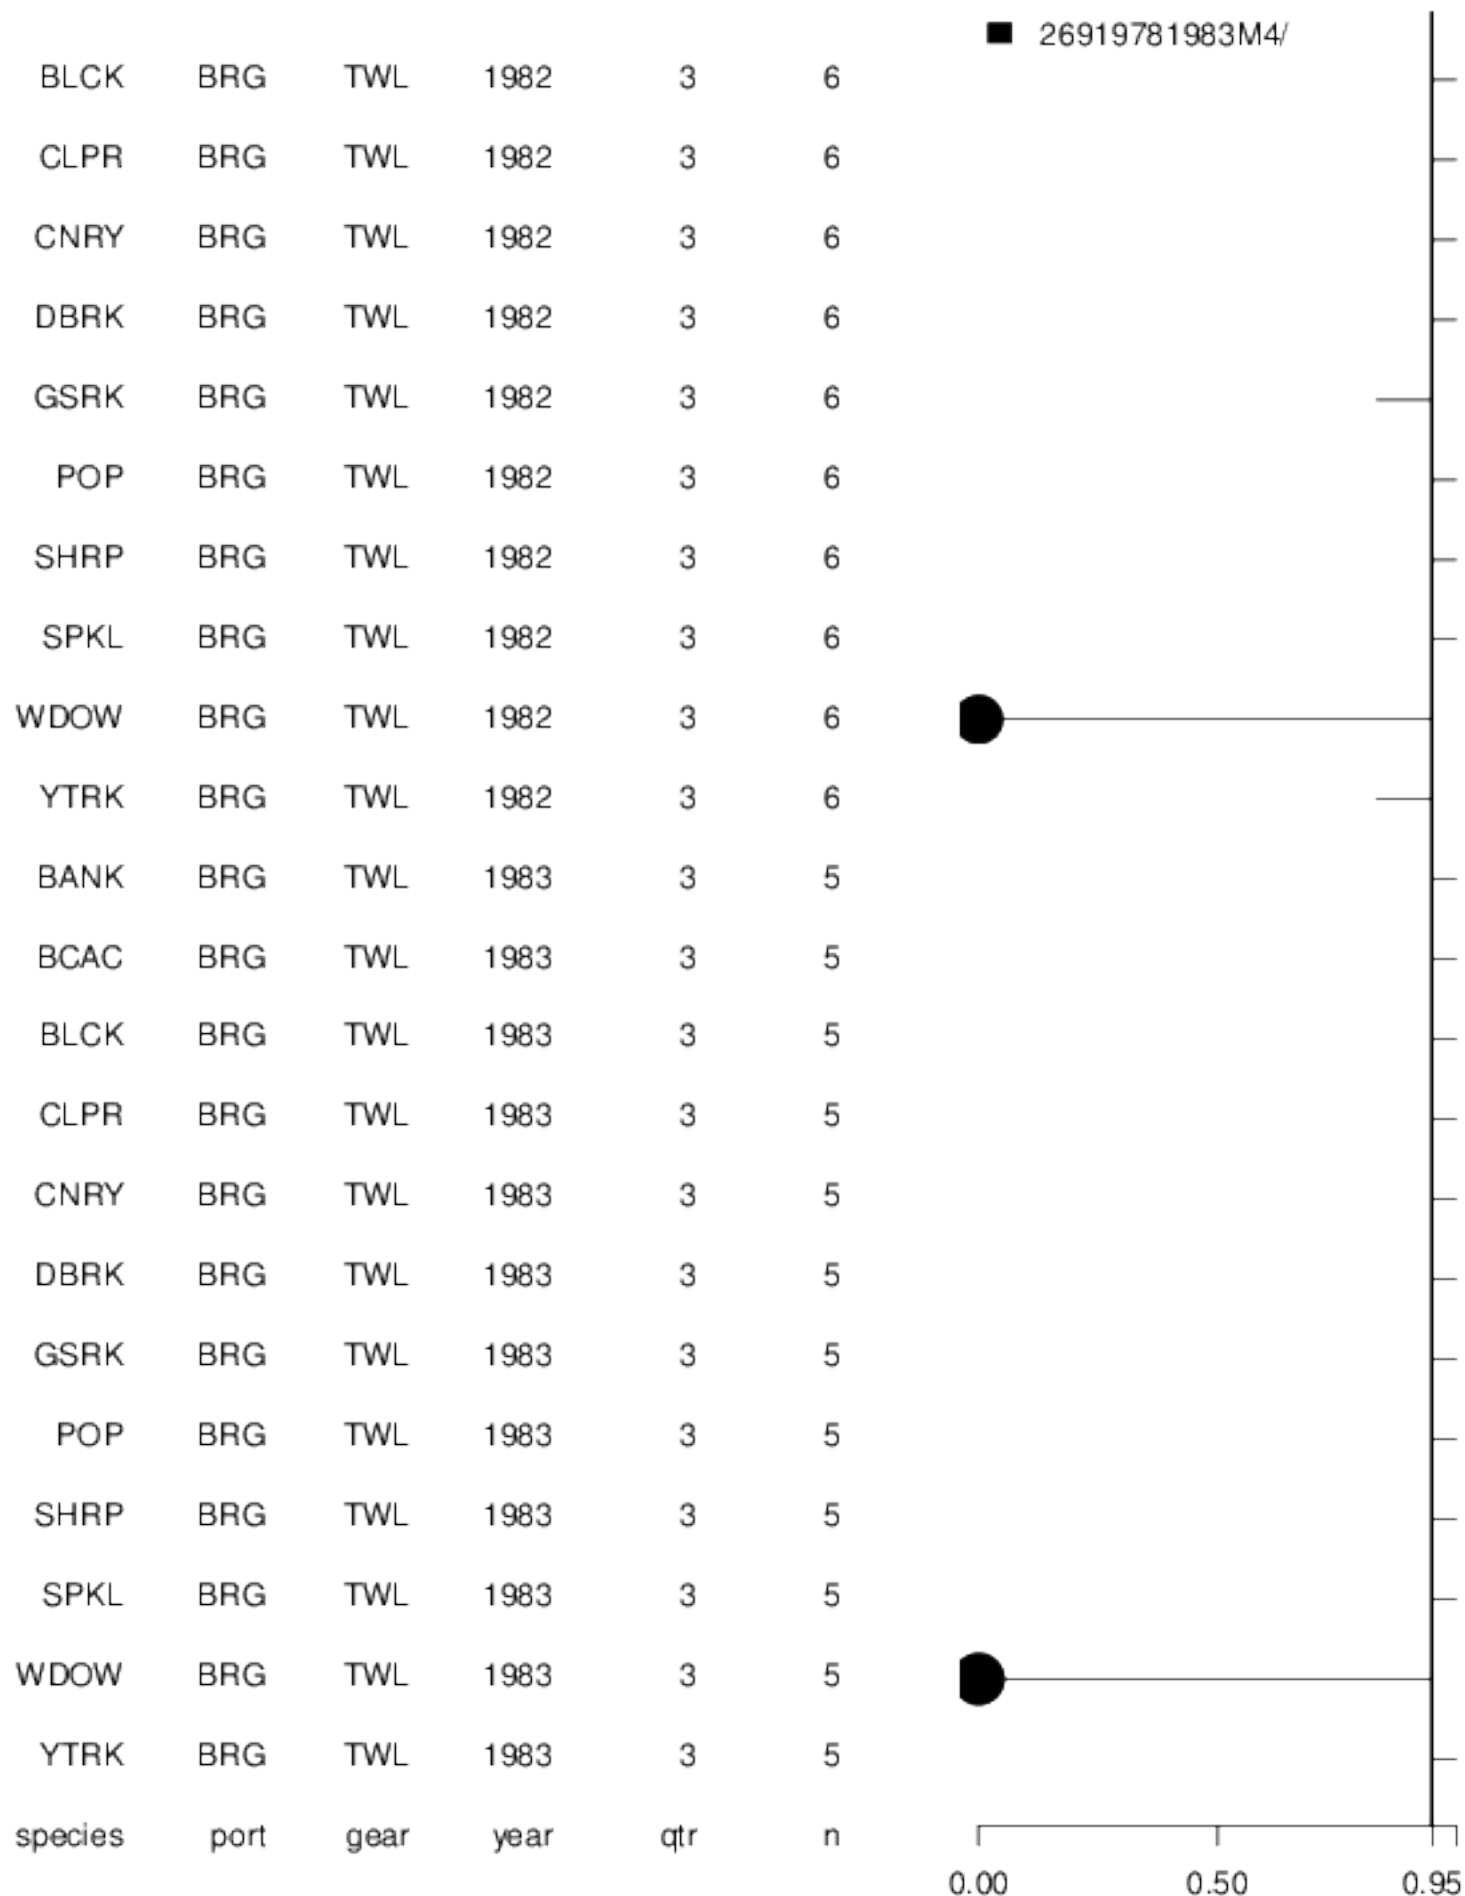 26919781983M4/
BLCK BRG TWL 1982 3 6
CLPR BRG TWL 1982 3 6
CNRY BRG TWL 1982 3 6
DBRK BRG TWL 1982 3 6
GSRK BRG TWL 1982 3 6
POP BRG TWL 1982 3 6
SHRP BRG TWL 1982 3 6
SPKL BRG TWL 1982 3 6
WDOW BRG TWL 1982 3 6
YTRK BRG TWL 1982 3 6
BANK BRG TWL 1983 3 5
BCAC BRG TWL 1983 3 5
BLCK BRG TWL 1983 3 5
CLPR BRG TWL 1983 3 5
CNRY BRG TWL 1983 3 5
DBRK BRG TWL 1983 3 5
GSRK BRG TWL 1983 3 5
POP BRG TWL 1983 3 5
SHRP BRG TWL 1983 3 5
SPKL BRG TWL 1983 3 5
WDOW BRG TWL 1983 3 5
YTRK BRG TWL 1983 3 5
species port gear year qtr n
0.00 0.50 0.95